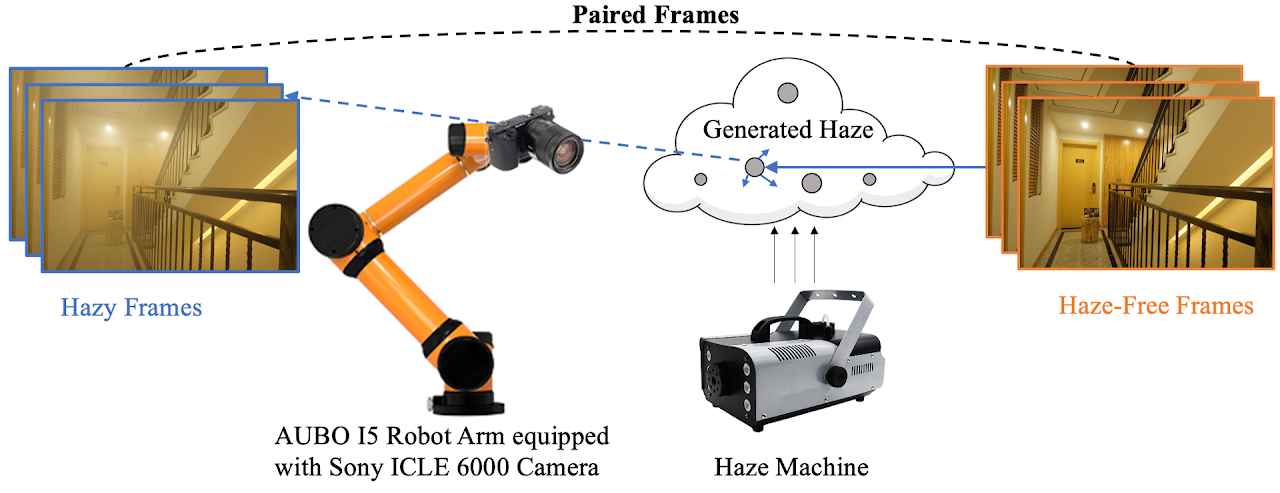 Paired Frames
Generated Haze
Hazy Frames
Haze-Free Frames
AUBO I5 Robot Arm equipped
with Sony ICLE 6000 Camera
Haze Machine